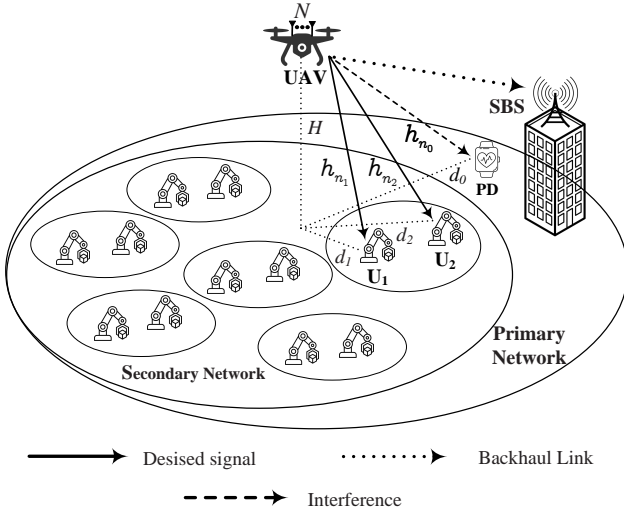 N
UAV
SBS
H
h_{n_0}
h_{n_1}
h_{n_2}
d_0
PD
d_2
d_1
U_1
U_2
Primary
Network
Secondary Network
Desised signal
Backhaul Link
Interference